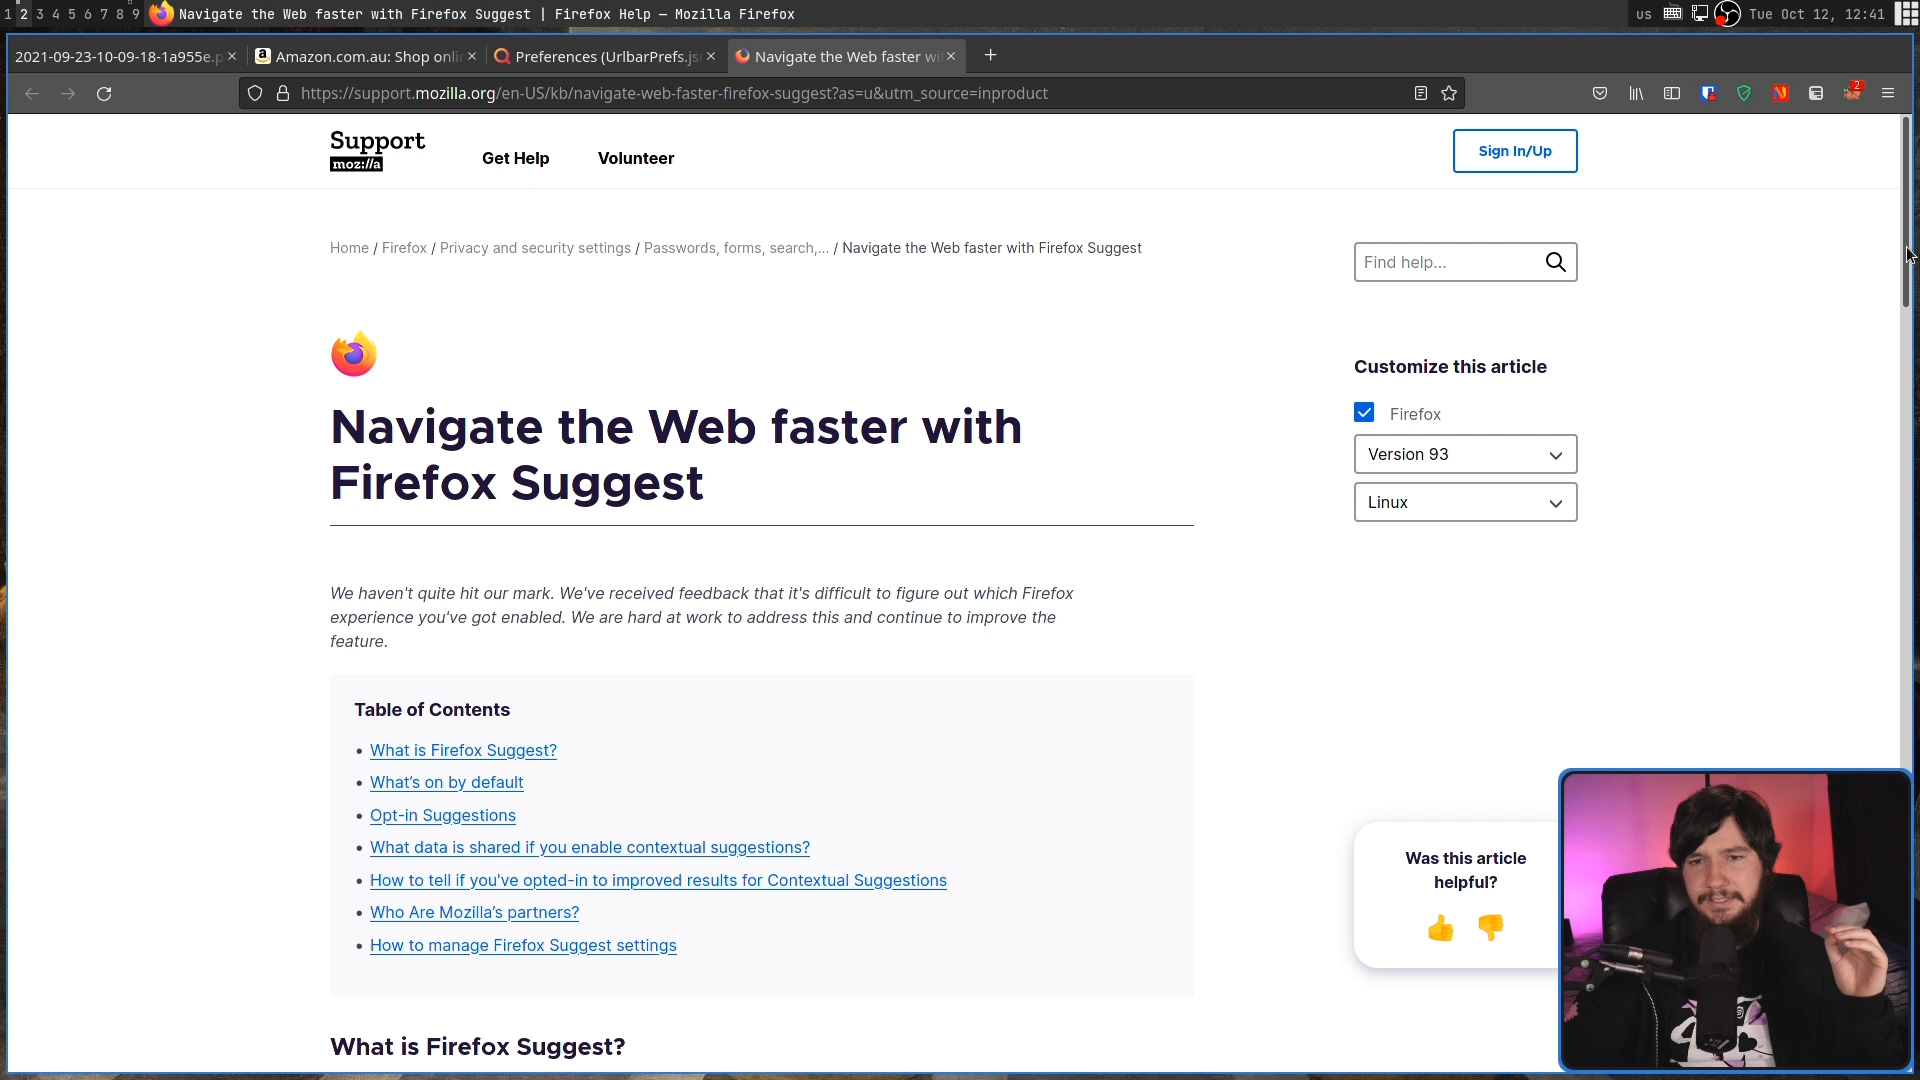 1 2 3 4 5 6 7 8 9 Navigate the Web faster with Firefox Suggest | Firefox Help — Mozilla Firefox
us Tue Oct 12, 12:41
2021-09-23-10-09-18-1a955e.p
Amazon.com.au: Shop onli
Preferences (UrlbarPrefs.js
Navigate the Web faster wi
https://support.mozilla.org/en-US/kb/navigate-web-faster-firefox-suggest?as=u&utm_source=inproduct
2
Support
moz://a
Get Help
Volunteer
Sign In/Up
Home / Firefox / Privacy and security settings / Passwords, forms, search,... / Navigate the Web faster with Firefox Suggest
Find help...
Customize this article
Firefox
Version 93
Linux
Navigate the Web faster with
Firefox Suggest
We haven't quite hit our mark. We've received feedback that it's difficult to figure out which Firefox
experience you've got enabled. We are hard at work to address this and continue to improve the
feature.
Table of Contents
• What is Firefox Suggest?
• What's on by default
• Opt-in Suggestions
• What data is shared if you enable contextual suggestions?
• How to tell if you've opted-in to improved results for Contextual Suggestions
• Who Are Mozilla's partners?
• How to manage Firefox Suggest settings
Was this article
helpful?
What is Firefox Suggest?